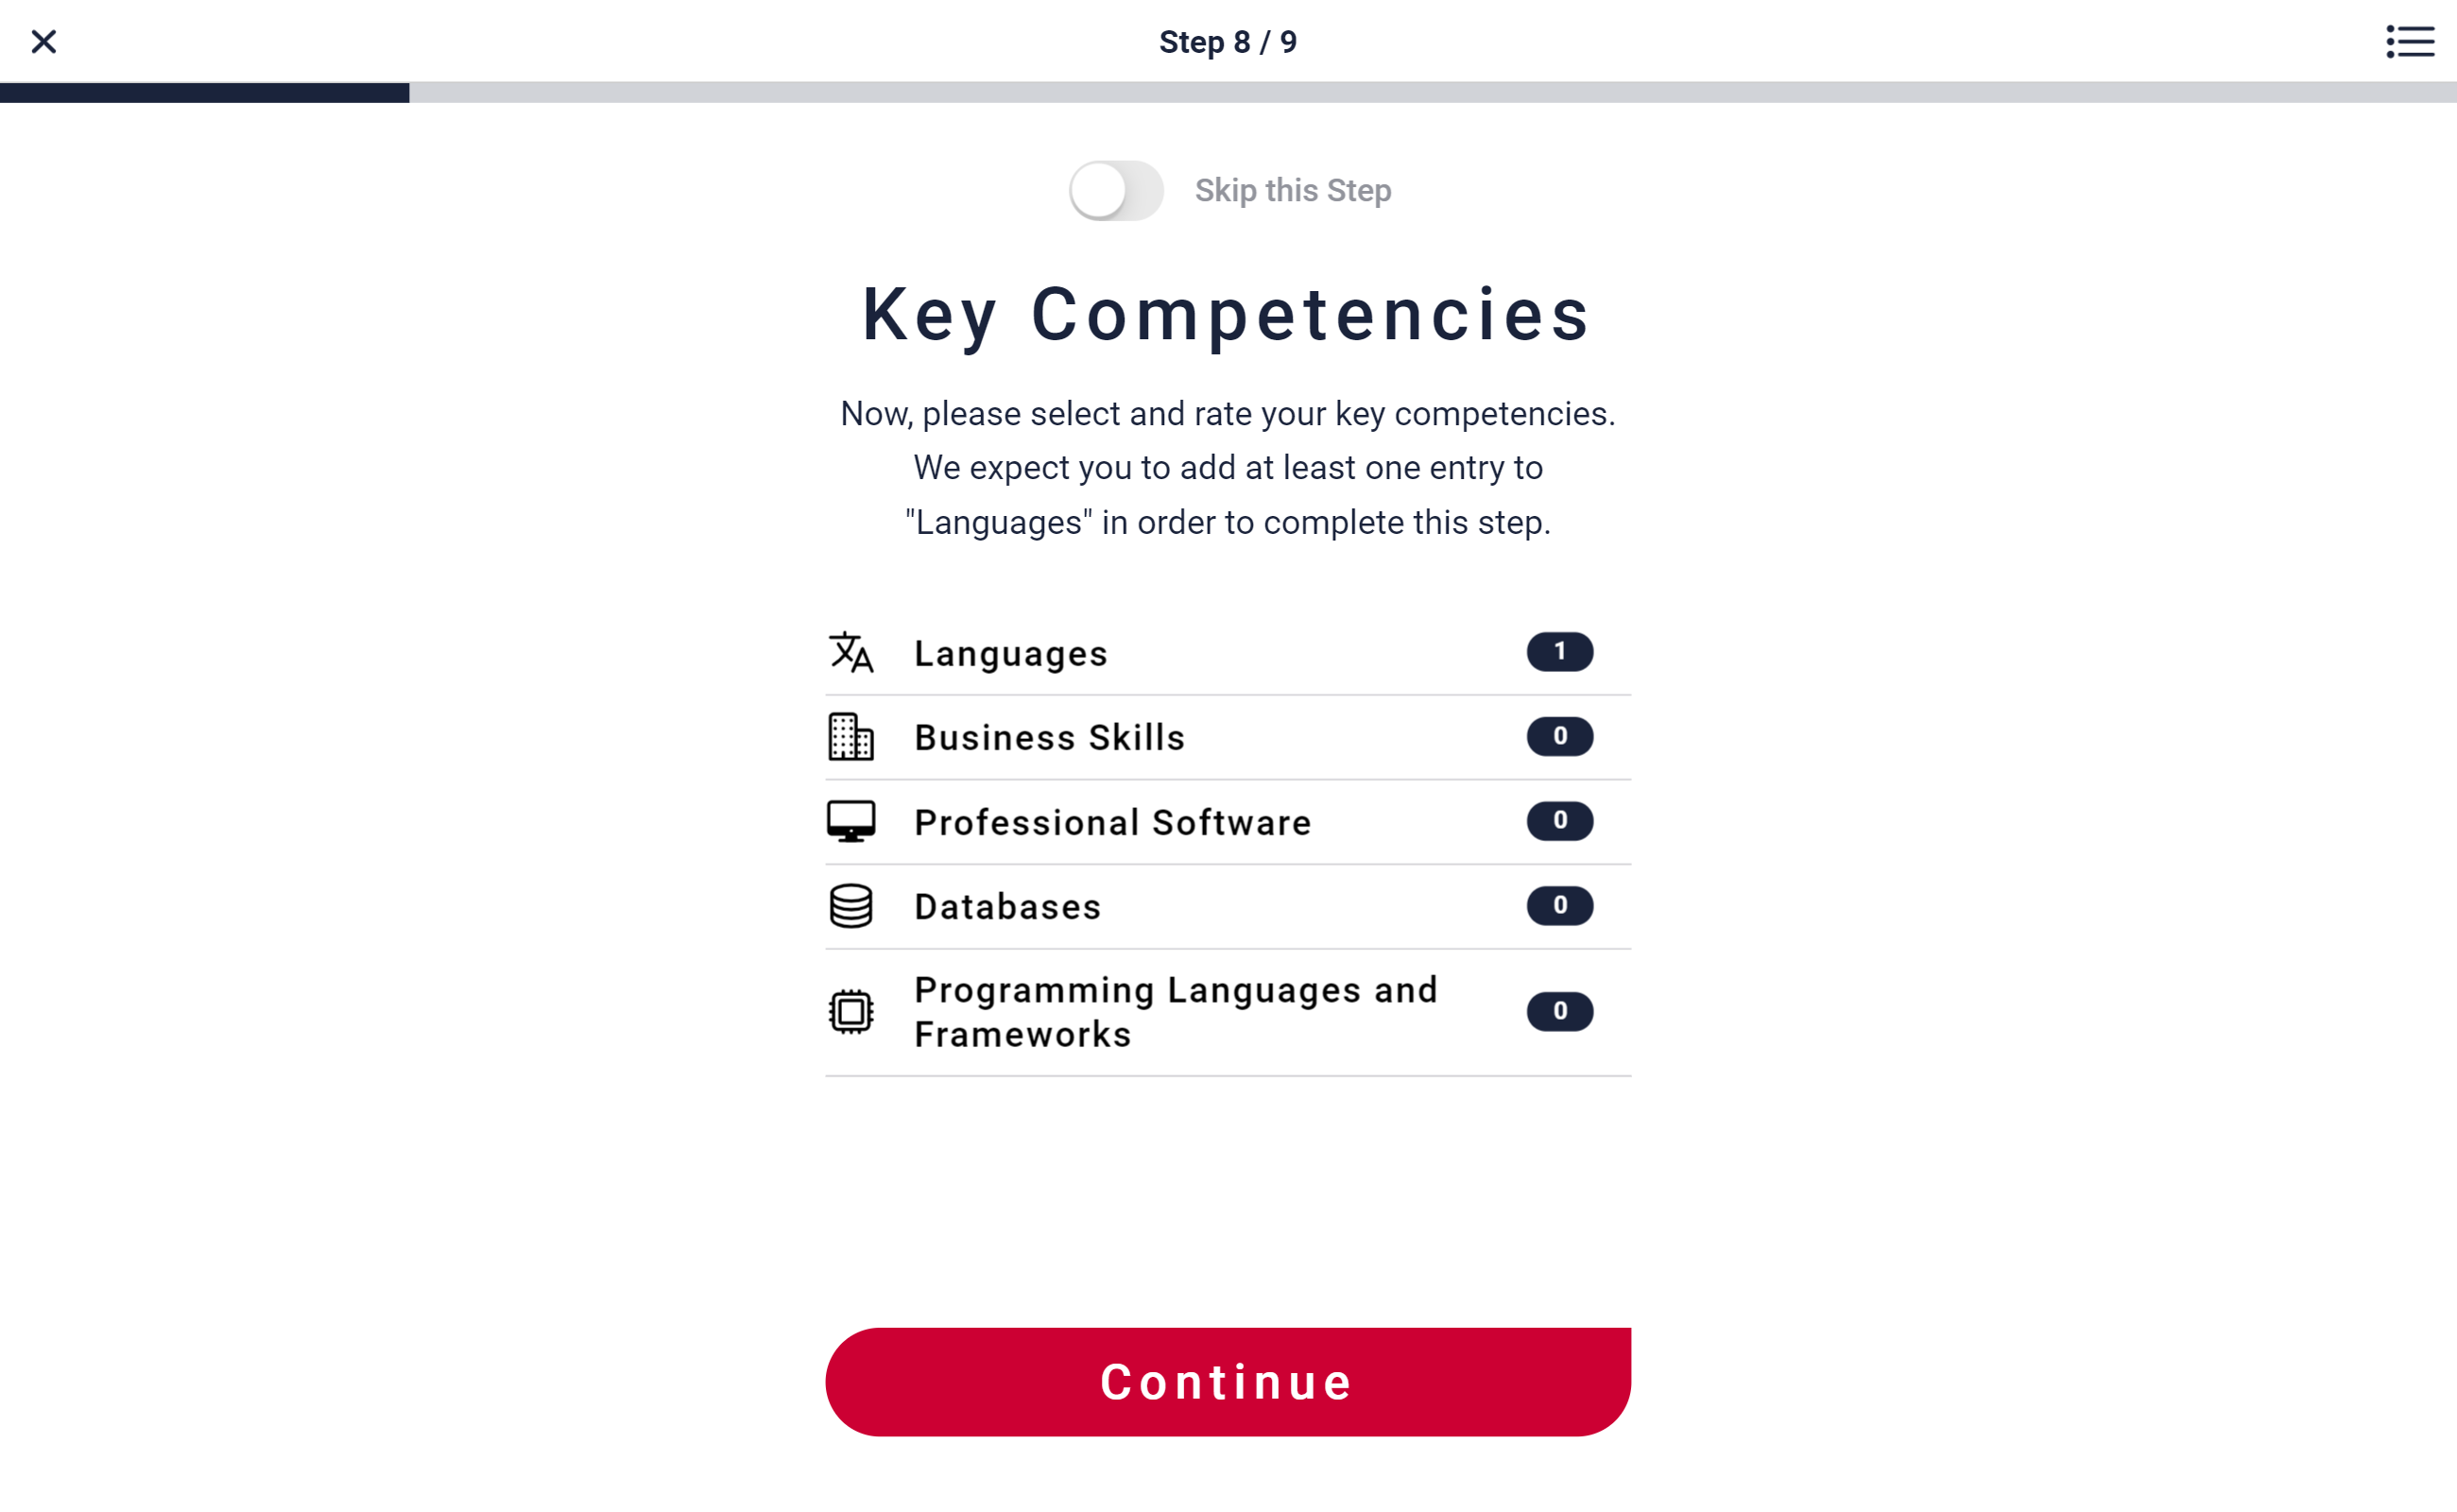 Step 8 / 9
Skip this Step
Key Competencies
Now, please select and rate your key competencies.
We expect you to add at least one entry to
"Languages" in order to complete this step.
Languages 1
Business Skills 0
Professional Software 0
Databases 0
Programming Languages and
Frameworks 0
Continue